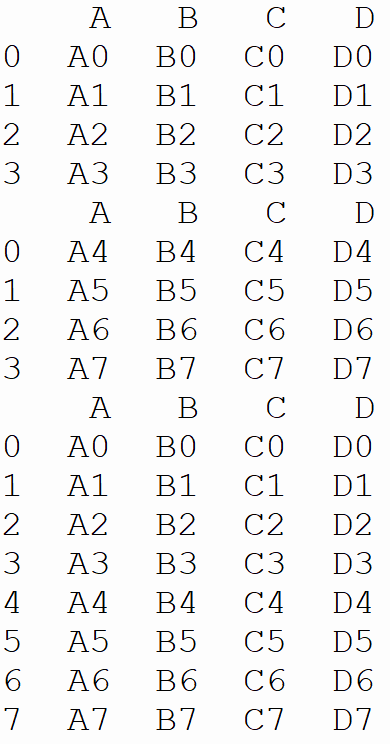 A   B   C   D
0  A0  B0  C0  D0
1  A1  B1  C1  D1
2  A2  B2  C2  D2
3  A3  B3  C3  D3
    A   B   C   D
0  A4  B4  C4  D4
1  A5  B5  C5  D5
2  A6  B6  C6  D6
3  A7  B7  C7  D7
    A   B   C   D
0  A0  B0  C0  D0
1  A1  B1  C1  D1
2  A2  B2  C2  D2
3  A3  B3  C3  D3
4  A4  B4  C4  D4
5  A5  B5  C5  D5
6  A6  B6  C6  D6
7  A7  B7  C7  D7